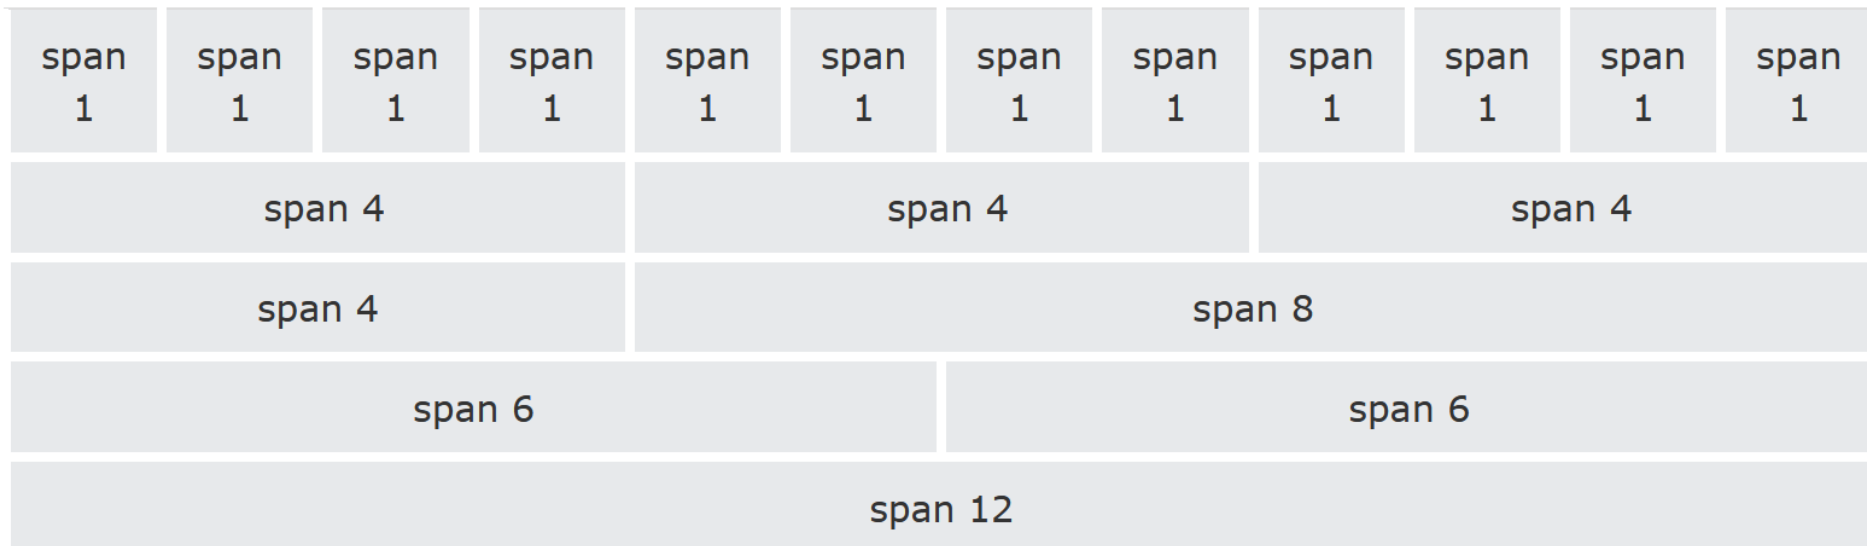 span span span span span span span span span span span span
1 1 1 1 1 1 1 1 1 1 1 1
span 4 span 4 span 4
span 4 span 8
span 6 span 6
span 12